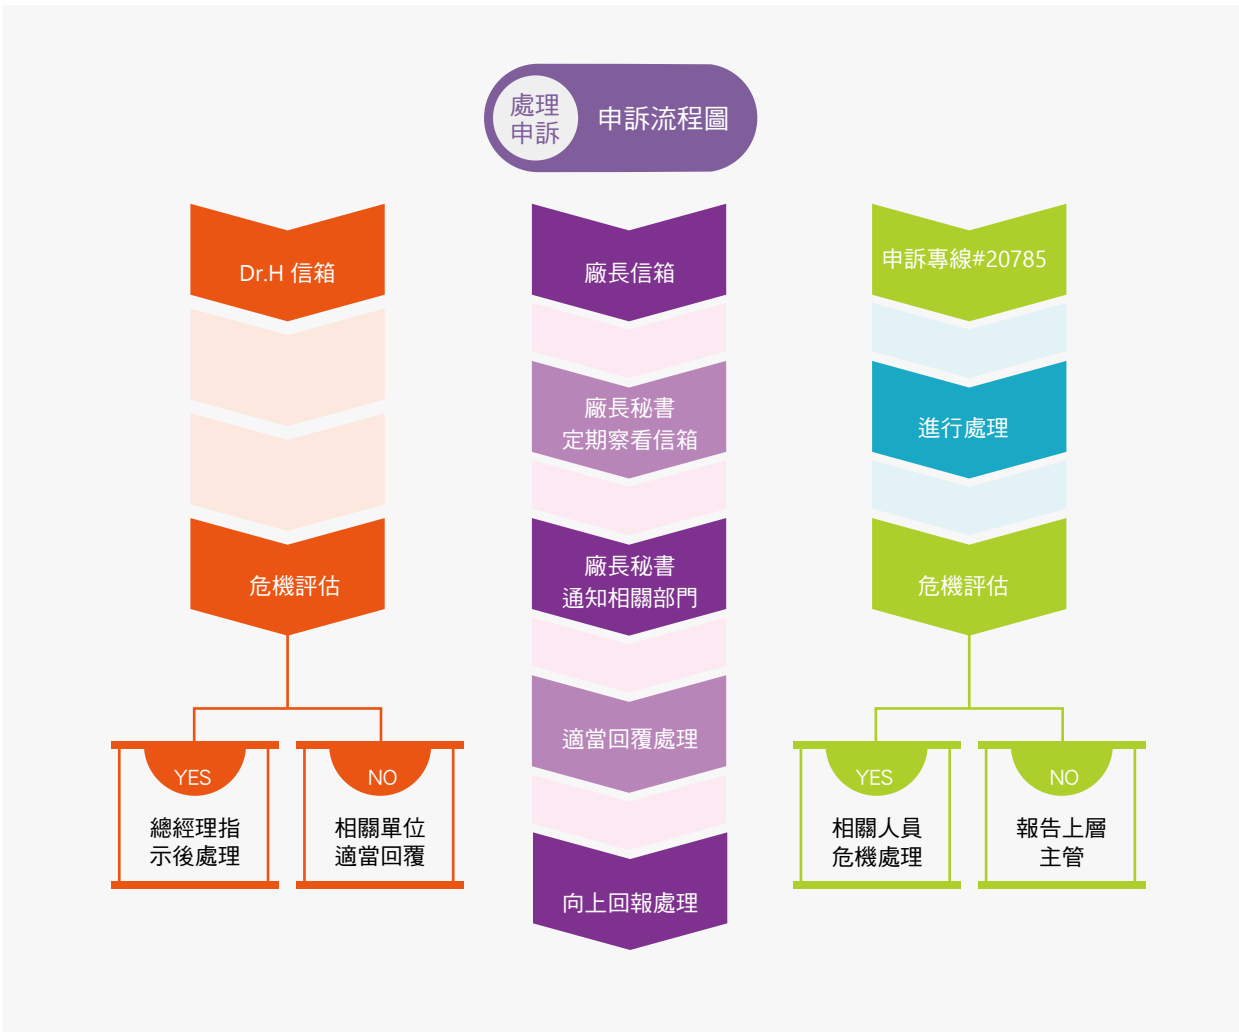 處理
申訴
申訴流程圖
Dr.H 信箱
危機評估
YES
總經理指
示後處理
NO
相關單位
適當回覆
廠長信箱
廠長秘書
定期察看信箱
廠長秘書
通知相關部門
適當回覆處理
向上回報處理
申訴專線#20785
進行處理
危機評估
YES
相關人員
危機處理
NO
報告上層
主管